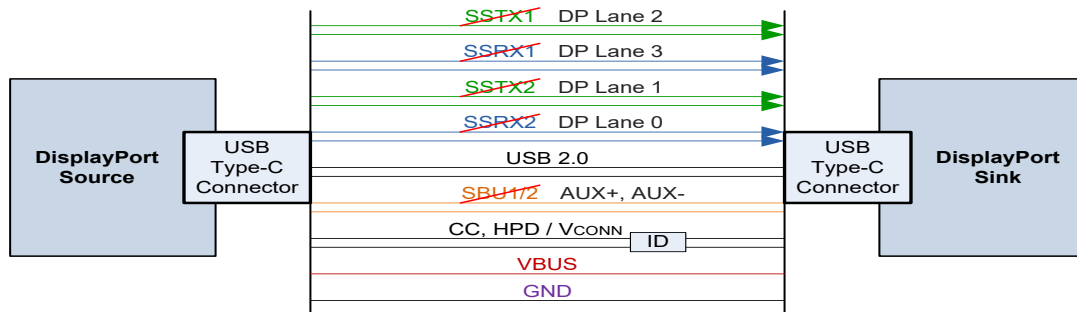 SSTX1 DP Lane 2
SSRX1 DP Lane 3
SSTX2 DP Lane 1
SSRX2 DP Lane 0
DisplayPort
Source
USB
Type-C
Connector
USB 2.0
SBU1/2 AUX+, AUX-
CC, HPD / VCONN
ID
VBUS
GND
USB
Type-C
Connector
DisplayPort
Sink